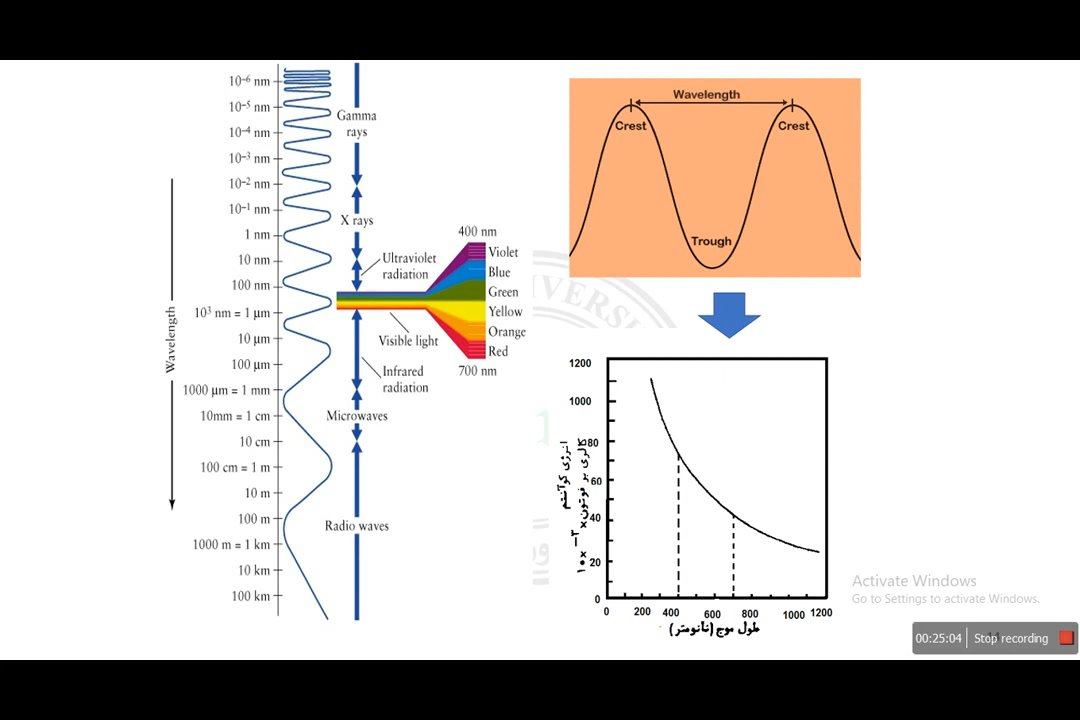 10⁻⁶ nm
10⁻⁵ nm
10⁻⁴ nm
10⁻³ nm
10⁻² nm
10⁻¹ nm
1 nm
10 nm
100 nm
10³ nm = 1 μm
10 μm
100 μm
1000 μm = 1 mm
10mm = 1 cm
10 cm
100 cm = 1 m
10 m
100 m
1000 m = 1 km
10 km
100 km
Wavelength
Gamma
rays
X rays
Ultraviolet
radiation
Visible light
Infrared
radiation
Microwaves
Radio waves
400 nm
Violet
Blue
Green
Yellow
Orange
Red
700 nm
Wavelength
Crest
Crest
Trough
1200
1000
80
60
40
20
0
انرژی کوآنتم
کالری بر فوتون
۱۰x −۳x
0 200 400 600 800 1000 1200
طول موج (نانومتر)
Activate Windows
Go to Settings to activate Windows.
00:25:04 Stop recording